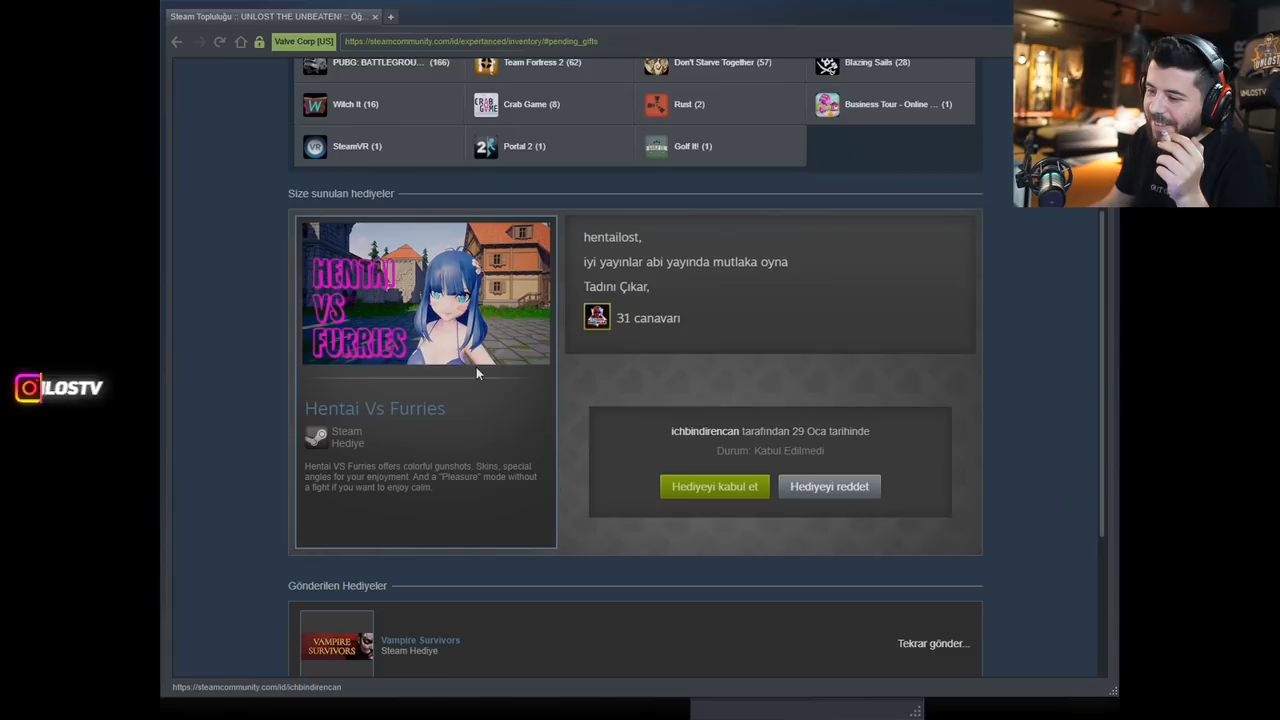 Steam Topluluğu :: UNLOST THE UNBEATEN! :: Öğ...
Valve Corp [US]
https://steamcommunity.com/id/expertanced/inventory/#pending_gifts
PUBG: BATTLEGROU... (166)
Team Fortress 2 (62)
Don't Starve Together (57)
Blazing Sails (28)
Witch It (16)
Crab Game (8)
Rust (2)
Business Tour - Online ... (1)
SteamVR (1)
Portal 2 (1)
Golf It! (1)
Size sunulan hediyeler
HENTAI
VS
FURRIES
hentailost,
iyi yayınlar abi yayında mutlaka oyna
Tadını Çıkar,
31 canavarı
Hentai Vs Furries
Steam
Hediye
Hentai VS Furries offers colorful gunshots. Skins, special
angles for your enjoyment. And a "Pleasure" mode without
a fight if you want to enjoy calm.
ichbindirencan tarafından 29 Oca tarihinde
Durum: Kabul Edilmedi
Hediyeyi kabul et
Hediyeyi reddet
Gönderilen Hediyeler
VAMPIRE
SURVIVORS
Vampire Survivors
Steam Hediye
Tekrar gönder...
https://steamcommunity.com/id/ichbindirencan